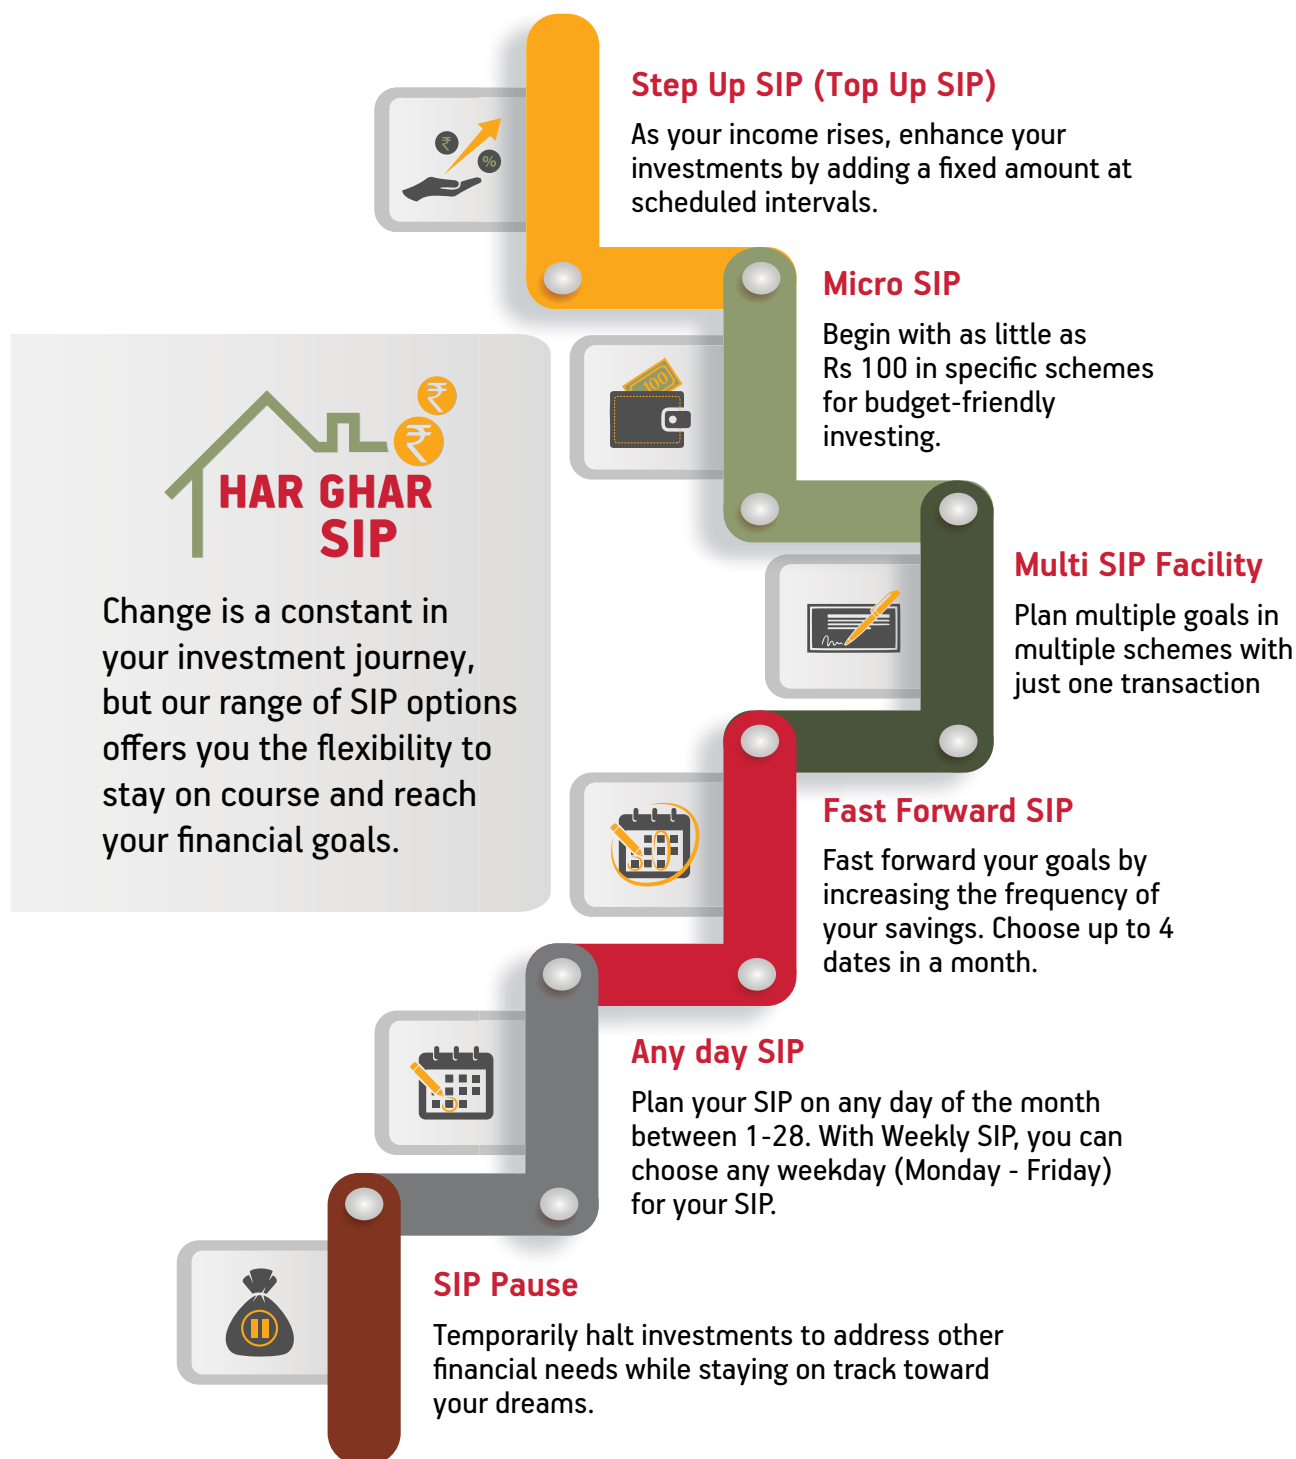 Step Up SIP (Top Up SIP)
As your income rises, enhance your
investments by adding a fixed amount at
scheduled intervals.
₹
%
Micro SIP
Begin with as little as
Rs 100 in specific schemes
for budget-friendly
investing.
100
₹
₹
HAR GHAR
SIP
Change is a constant in
your investment journey,
but our range of SIP options
offers you the flexibility to
stay on course and reach
your financial goals.
Multi SIP Facility
Plan multiple goals in
multiple schemes with
just one transaction
Fast Forward SIP
Fast forward your goals by
increasing the frequency of
your savings. Choose up to 4
dates in a month.
Any day SIP
Plan your SIP on any day of the month
between 1-28. With Weekly SIP, you can
choose any weekday (Monday - Friday)
for your SIP.
SIP Pause
Temporarily halt investments to address other
financial needs while staying on track toward
your dreams.